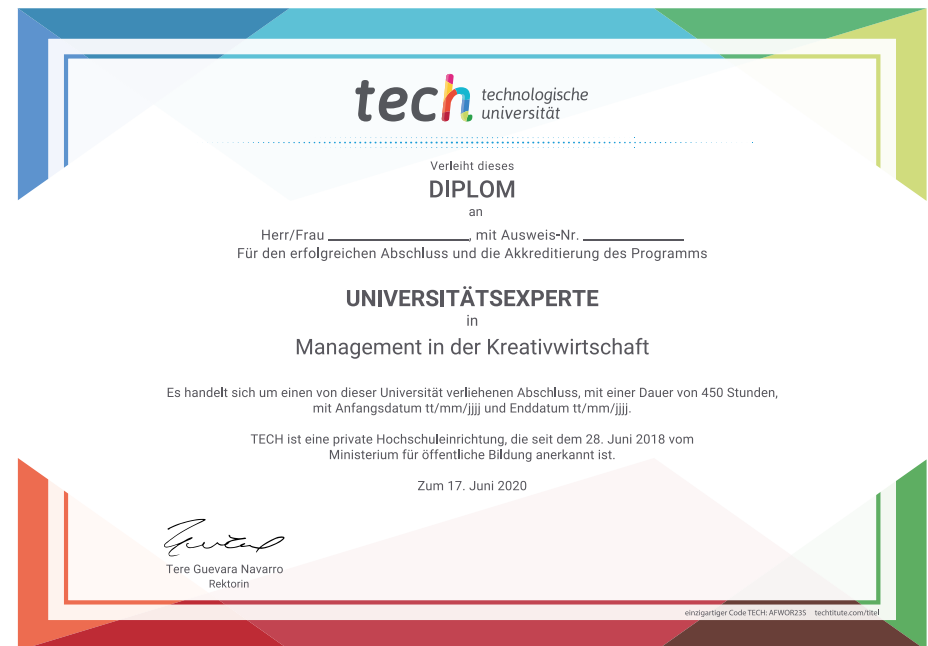 tech technologische
universität
Verleiht dieses
DIPLOM
an
Herr/Frau ____________, mit Ausweis-Nr. ____________
Für den erfolgreichen Abschluss und die Akkreditierung des Programms
UNIVERSITÄTSEXPERTE
in
Management in der Kreativwirtschaft
Es handelt sich um einen von dieser Universität verliehenen Abschluss, mit einer Dauer von 450 Stunden,
mit Anfangsdatum tt/mm/jjjj und Enddatum tt/mm/jjjj.
TECH ist eine private Hochschuleinrichtung, die seit dem 28. Juni 2018 vom
Ministerium für öffentliche Bildung anerkannt ist.
Zum 17. Juni 2020
Tere Guevara Navarro
Rektorin
einzigartiger Code TECH: AFWOR23S techtitute.com/titel